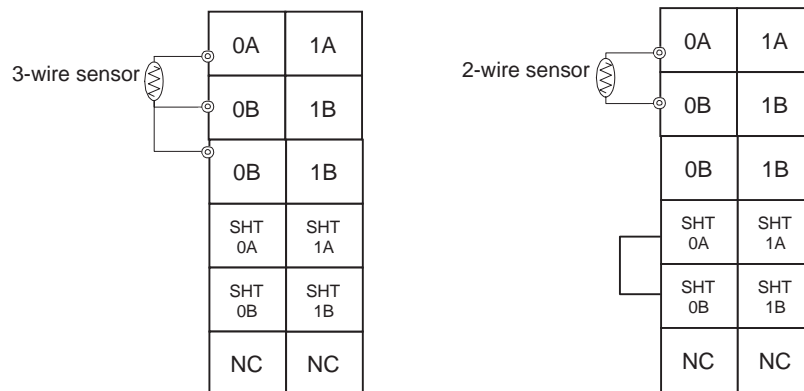 3-wire sensor
0A 1A
0B 1B
0B 1B
SHT 0A SHT 1A
SHT 0B SHT 1B
NC NC
2-wire sensor
0A 1A
0B 1B
0B 1B
SHT 0A SHT 1A
SHT 0B SHT 1B
NC NC